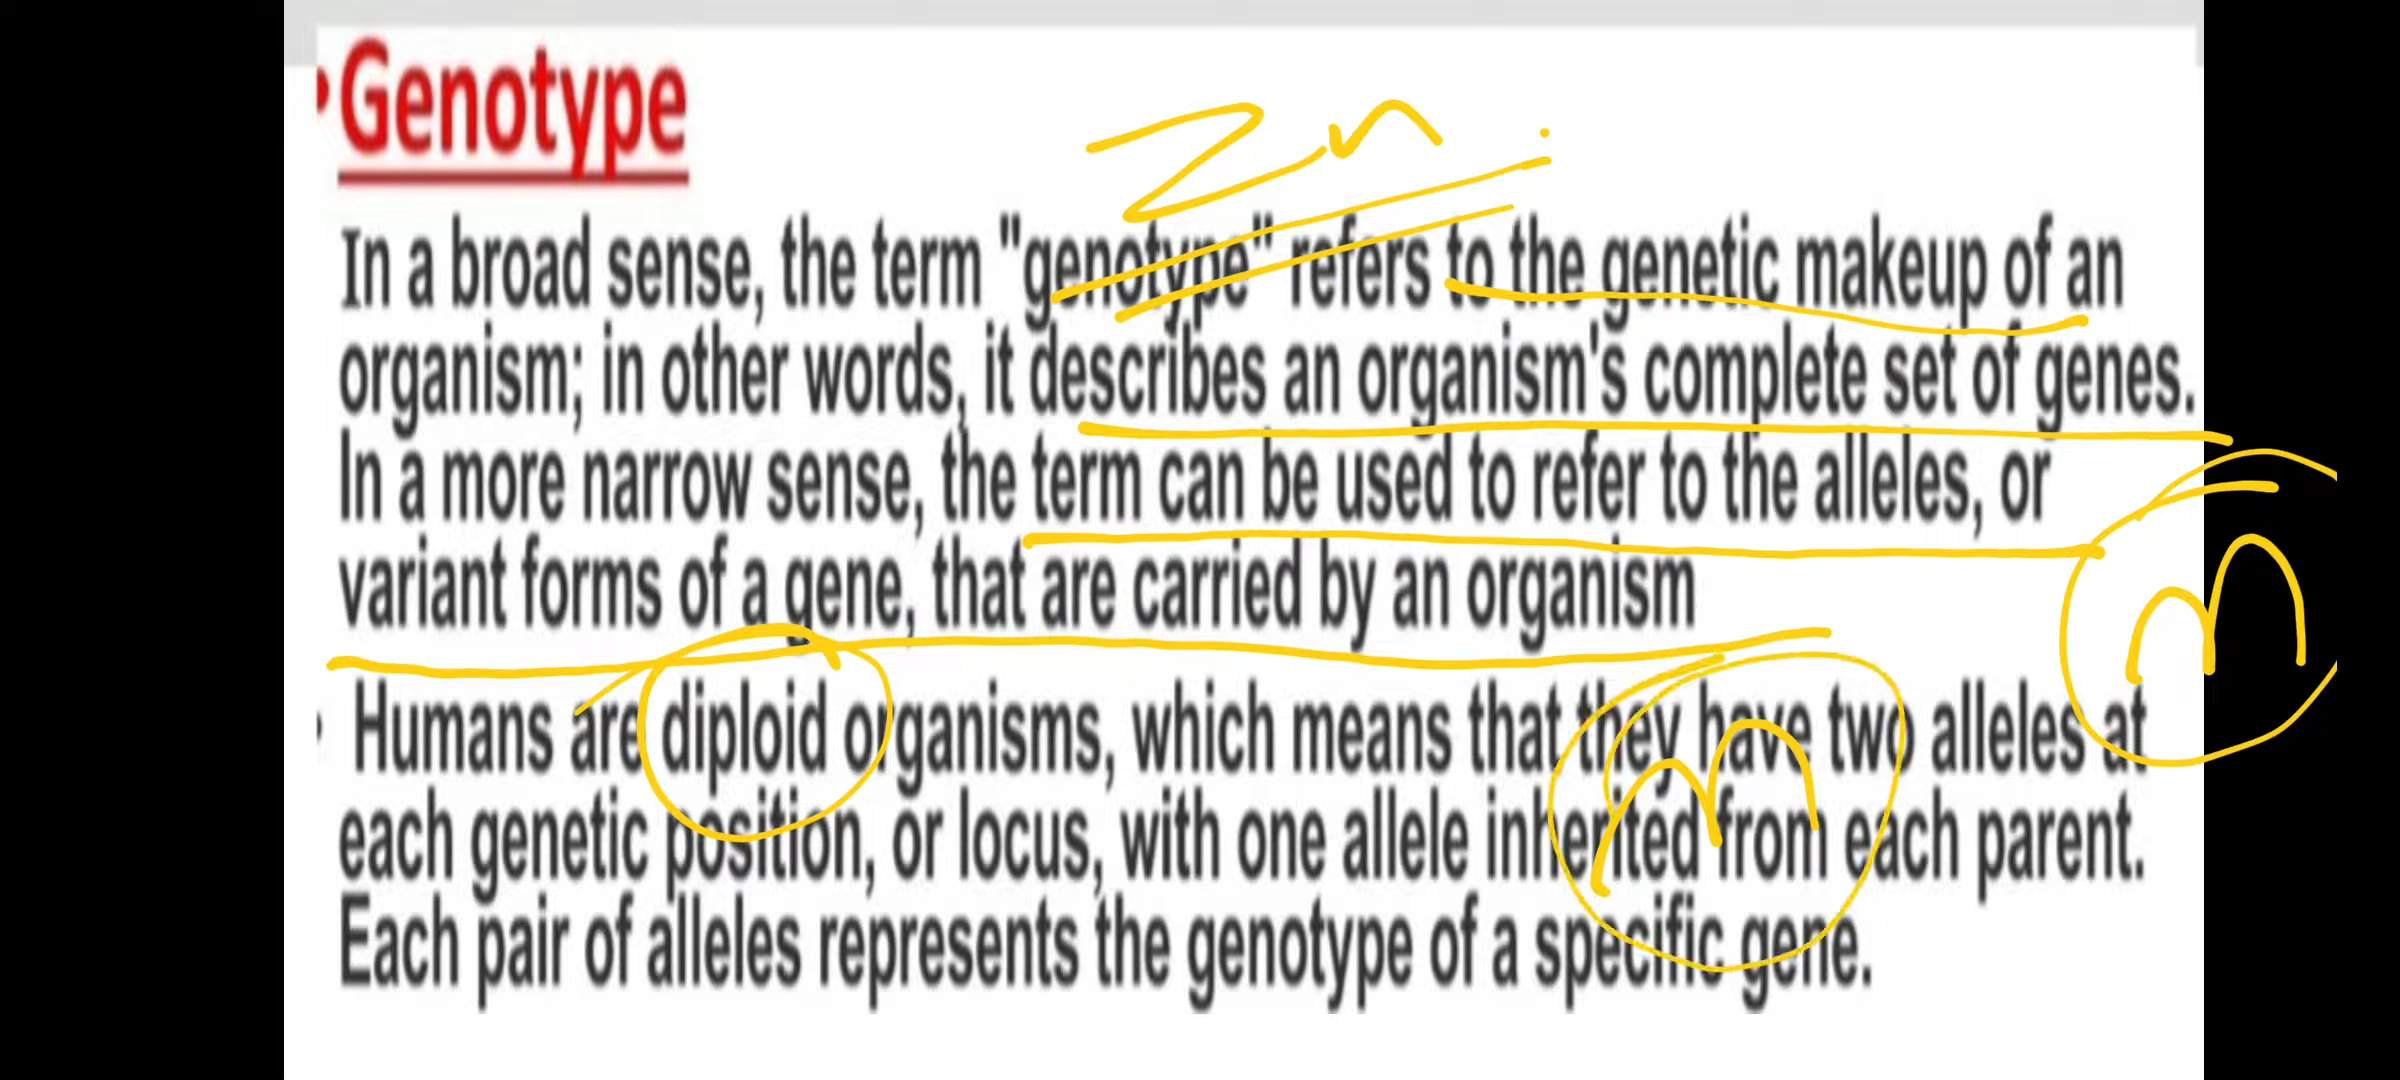 • Genotype
2n
In a broad sense, the term "genotype" refers to the genetic makeup of an
organism; in other words, it describes an organism's complete set of genes.
In a more narrow sense, the term can be used to refer to the alleles, or
variant forms of a gene, that are carried by an organism
n
• Humans are diploid organisms, which means that they have two alleles at
n
each genetic position, or locus, with one allele inherited from each parent.
Each pair of alleles represents the genotype of a specific gene.